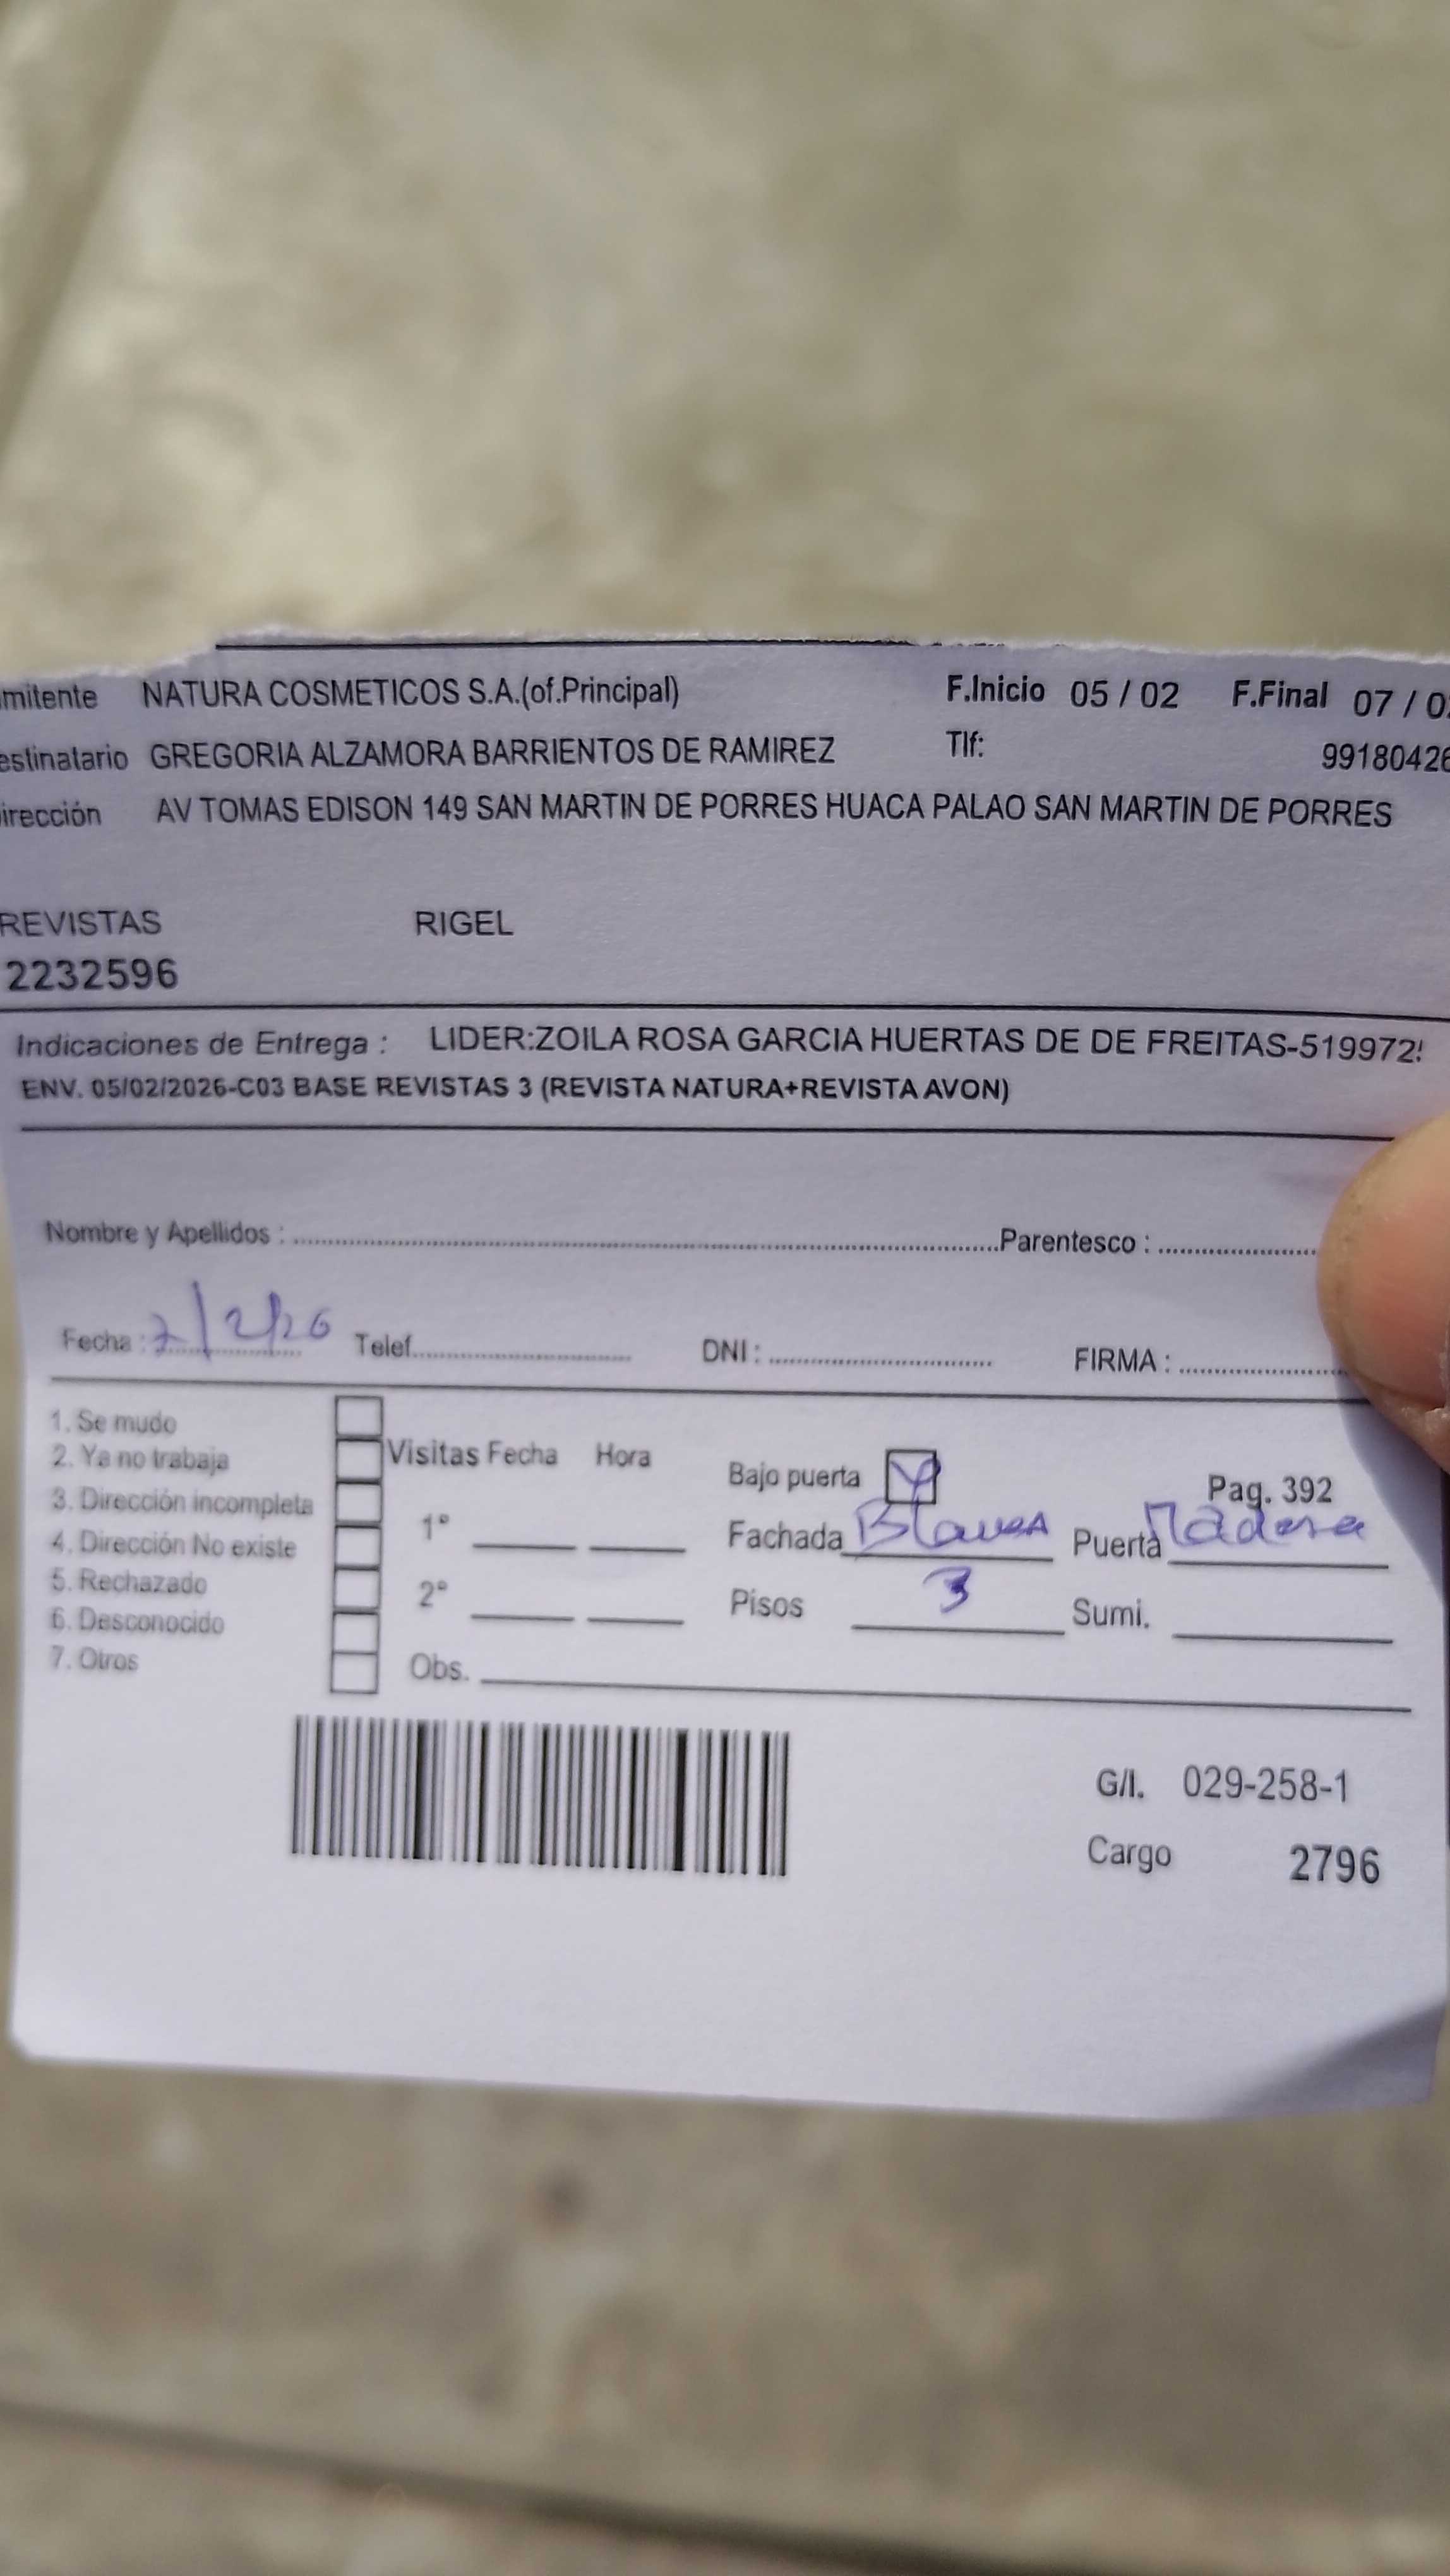 mitente NATURA COSMETICOS S.A.(of.Principal) F.Inicio 05 / 02 F.Final 07 / 0
estinatario GREGORIA ALZAMORA BARRIENTOS DE RAMIREZ Tlf: 99180426
irección AV TOMAS EDISON 149 SAN MARTIN DE PORRES HUACA PALAO SAN MARTIN DE PORRES
REVISTAS RIGEL
2232596
Indicaciones de Entrega : LIDER:ZOILA ROSA GARCIA HUERTAS DE DE FREITAS-519972
ENV. 05/02/2026-C03 BASE REVISTAS 3 (REVISTA NATURA+REVISTA AVON)
Nombre y Apellidos : Parentesco :
Fecha : 7/2/26 Telef. DNI : FIRMA :
1. Se mudo
2. Ya no trabaja
3. Dirección incompleta
4. Dirección No existe
5. Rechazado
6. Desconocido
7. Otros
Visitas Fecha Hora
1°
2°
Obs.
Bajo puerta Pag. 392
Fachada Blanca Puerta Madera
Pisos 3 Sumi.
G/I. 029-258-1
Cargo 2796